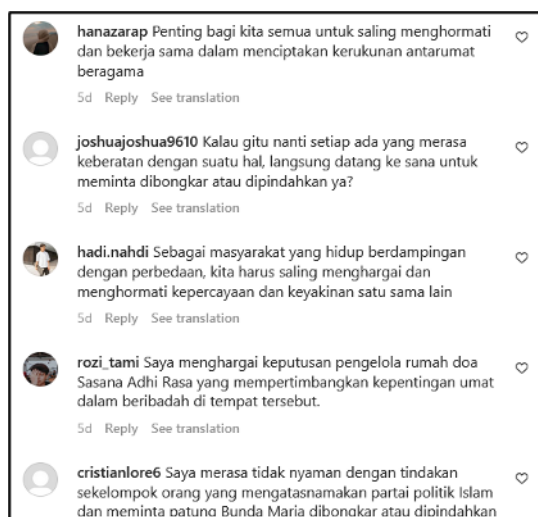 hanazarap Penting bagi kita semua untuk saling menghormati
dan bekerja sama dalam menciptakan kerukunan antarumat
beragama
5d Reply See translation
joshuajoshua9610 Kalau gitu nanti setiap ada yang merasa
keberatan dengan suatu hal, langsung datang ke sana untuk
meminta dibongkar atau dipindahkan ya?
5d Reply See translation
hadi.nahdi Sebagai masyarakat yang hidup berdampingan
dengan perbedaan, kita harus saling menghargai dan
menghormati kepercayaan dan keyakinan satu sama lain
5d Reply See translation
rozi_tami Saya menghargai keputusan pengelola rumah doa
Sasana Adhi Rasa yang mempertimbangkan kepentingan umat
dalam beribadah di tempat tersebut.
5d Reply See translation
cristianlore6 Saya merasa tidak nyaman dengan tindakan
sekelompok orang yang mengatasnamakan partai politik Islam
dan meminta patung Bunda Maria dibongkar atau dipindahkan